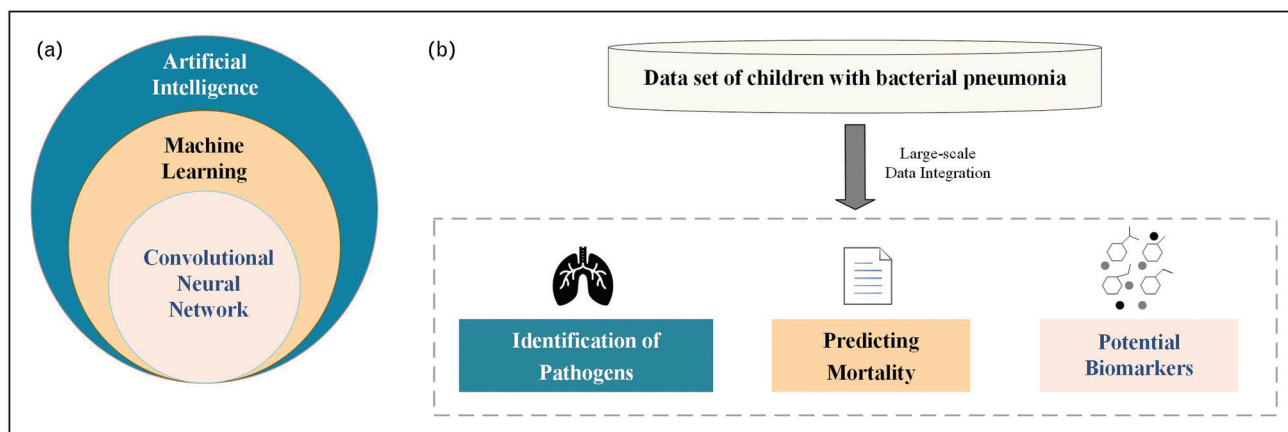 (a)
Artificial
Intelligence
Machine
Learning
Convolutional
Neural
Network
(b)
Data set of children with bacterial pneumonia
Large-scale
Data Integration
Identification of
Pathogens
Predicting
Mortality
Potential
Biomarkers